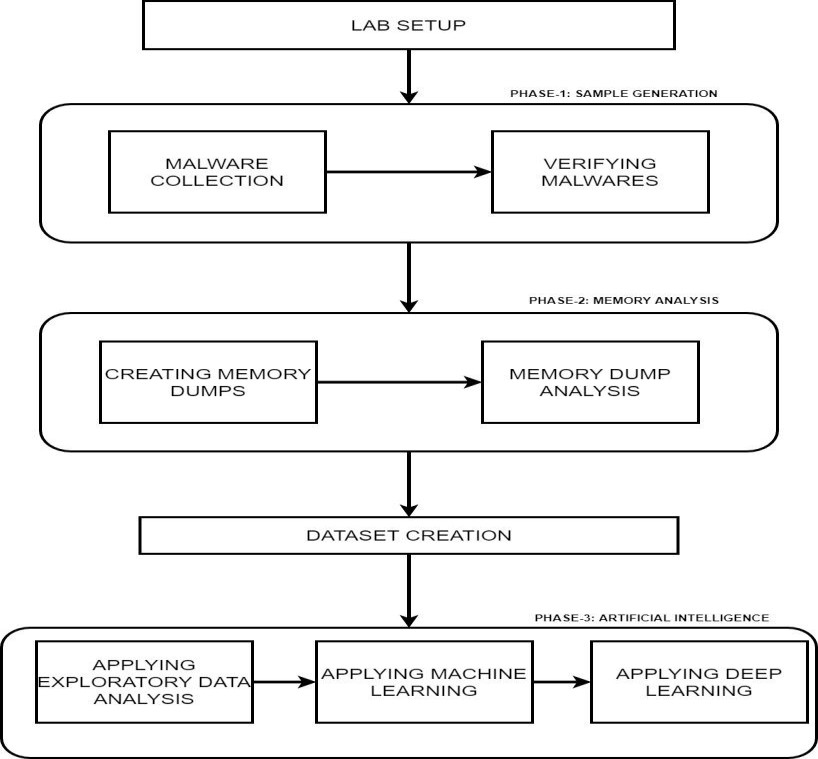 LAB SETUP
PHASE-1: SAMPLE GENERATION
MALWARE
COLLECTION
VERIFYING
MALWARES
PHASE-2: MEMORY ANALYSIS
CREATING MEMORY
DUMPS
MEMORY DUMP
ANALYSIS
DATASET CREATION
PHASE-3: ARTIFICIAL INTELLIGENCE
APPLYING
EXPLORATORY DATA
ANALYSIS
APPLYING MACHINE
LEARNING
APPLYING DEEP
LEARNING